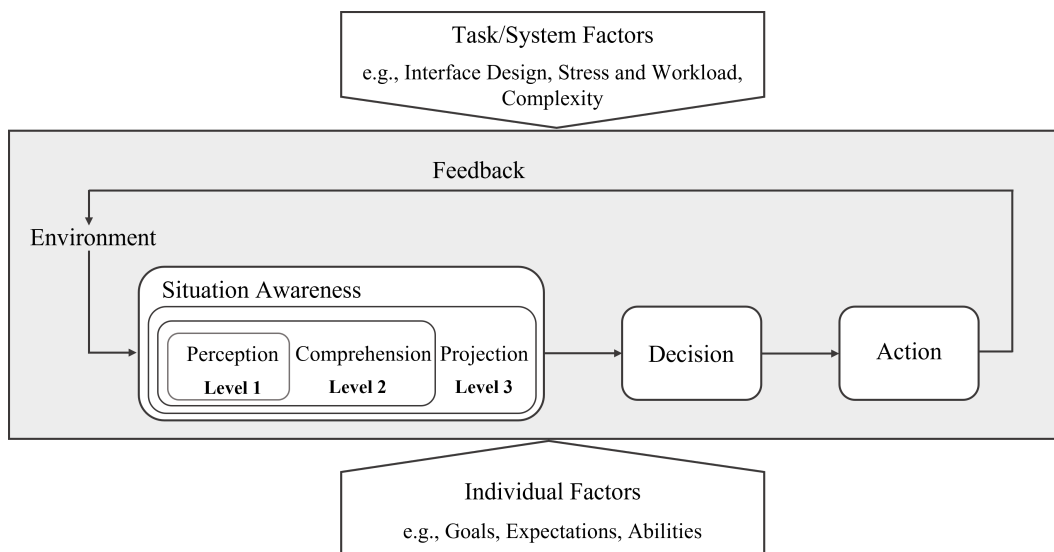 Task/System Factors
e.g., Interface Design, Stress and Workload,
Complexity
Feedback
Environment
Situation Awareness
Perception
Level 1
Comprehension
Level 2
Projection
Level 3
Decision
Action
Individual Factors
e.g., Goals, Expectations, Abilities